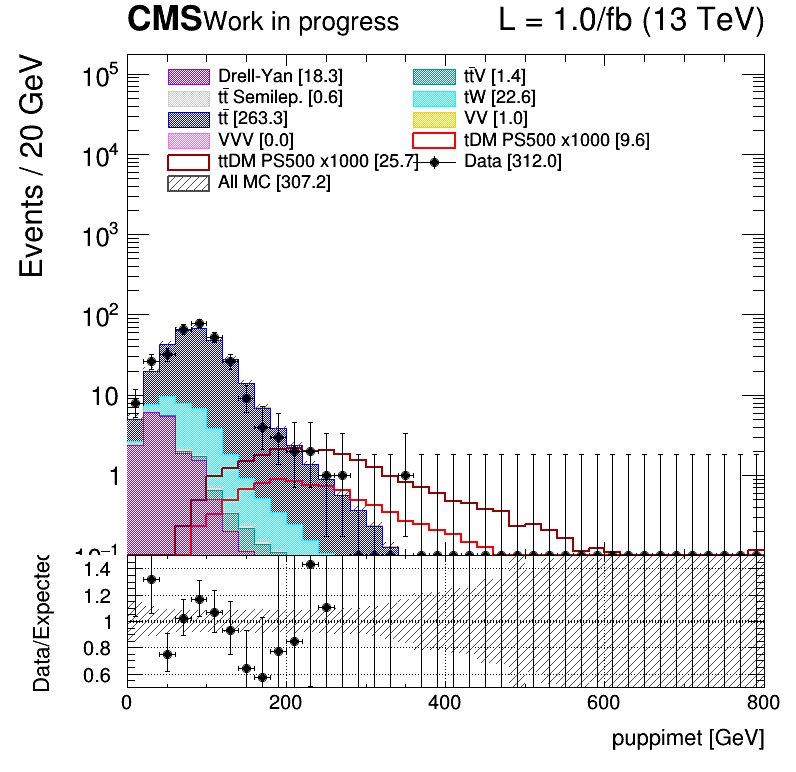 CMS Work in progress L = 1.0/fb (13 TeV)
Events / 20 GeV
10⁵
10⁴
10³
10²
10
1
10⁻¹
Drell-Yan [18.3]
tt̄ Semilep. [0.6]
tt̄ [263.3]
VVV [0.0]
ttDM PS500 x1000 [25.7]
All MC [307.2]
tt̄V [1.4]
tW [22.6]
VV [1.0]
tDM PS500 x1000 [9.6]
Data [312.0]
Data/Expected
1.4
1.2
1
0.8
0.6
0 200 400 600 800
puppimet [GeV]